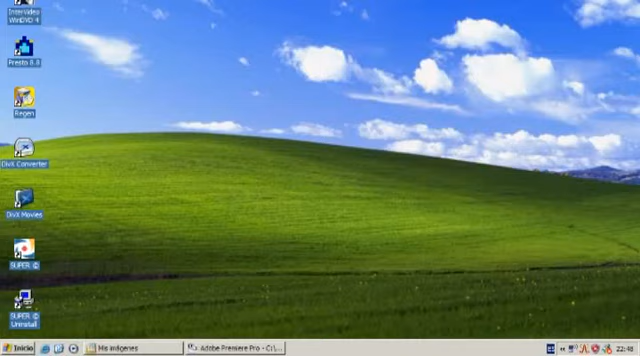 InterVideo
WinDVD 4
Presto 8.8
Regen
DivX Converter
DivX Movies
SUPER ©
SUPER ©
Uninstall
Inicio
Mis imágenes
Adobe Premiere Pro - C:\...
ES
22:48